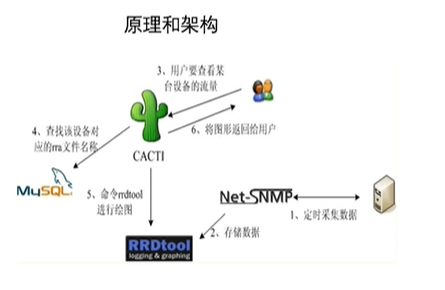 原理和架构
3、用户要查看某
台设备的流量
4、查找该设备对
应的rra文件名称
6、将图形返回给用户
CACTI
MySQL
5、命令rrdtool
进行绘图
Net-SNMP
1、定时采集数据
2、存储数据
RRDtool
logging & graphing